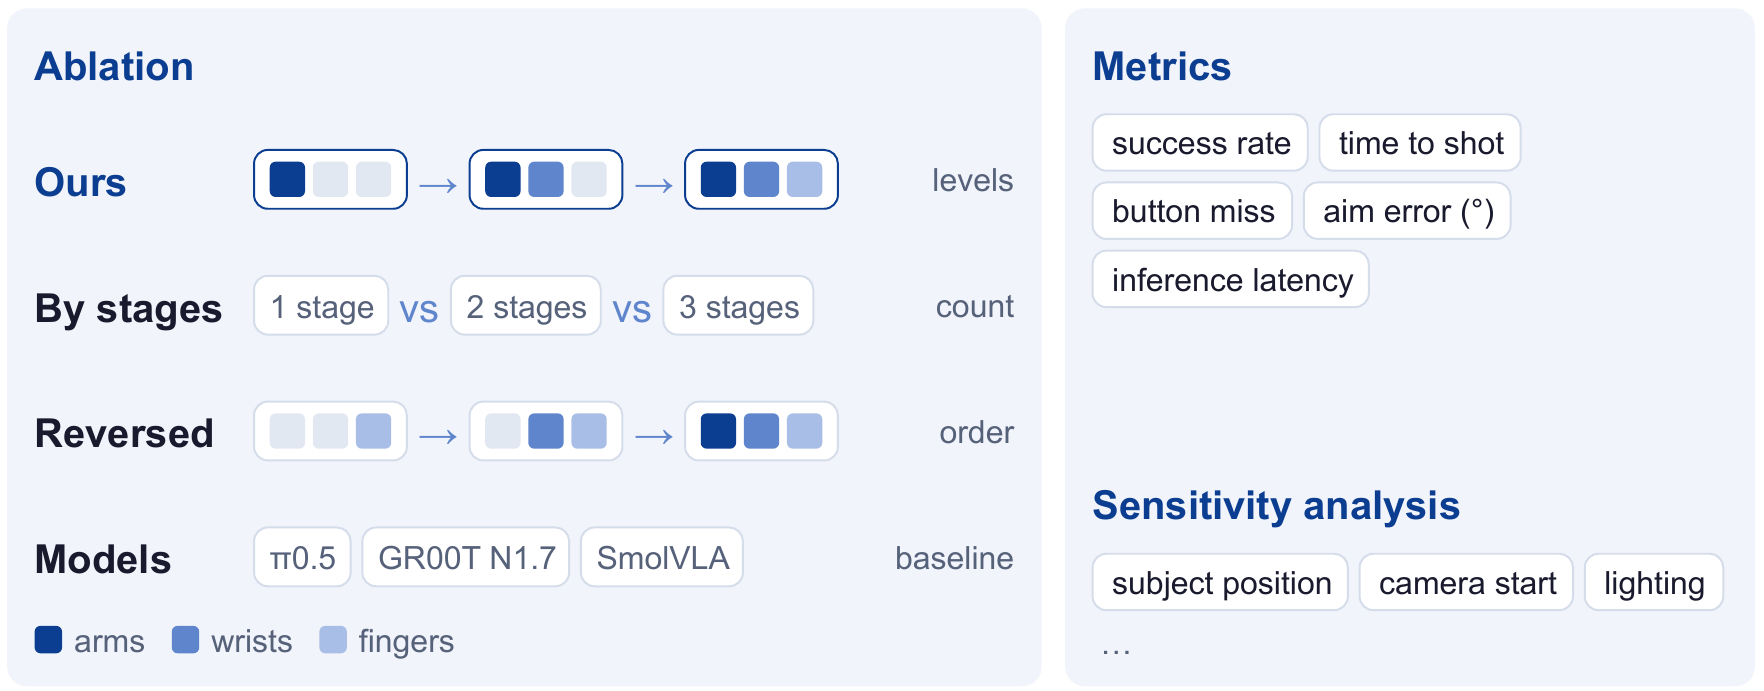 Ablation
Ours → → levels
By stages 1 stage vs 2 stages vs 3 stages count
Reversed → → order
Models π0.5 GR00T N1.7 SmolVLA baseline
arms wrists fingers
Metrics
success rate time to shot
button miss aim error (°)
inference latency
Sensitivity analysis
subject position camera start lighting
...